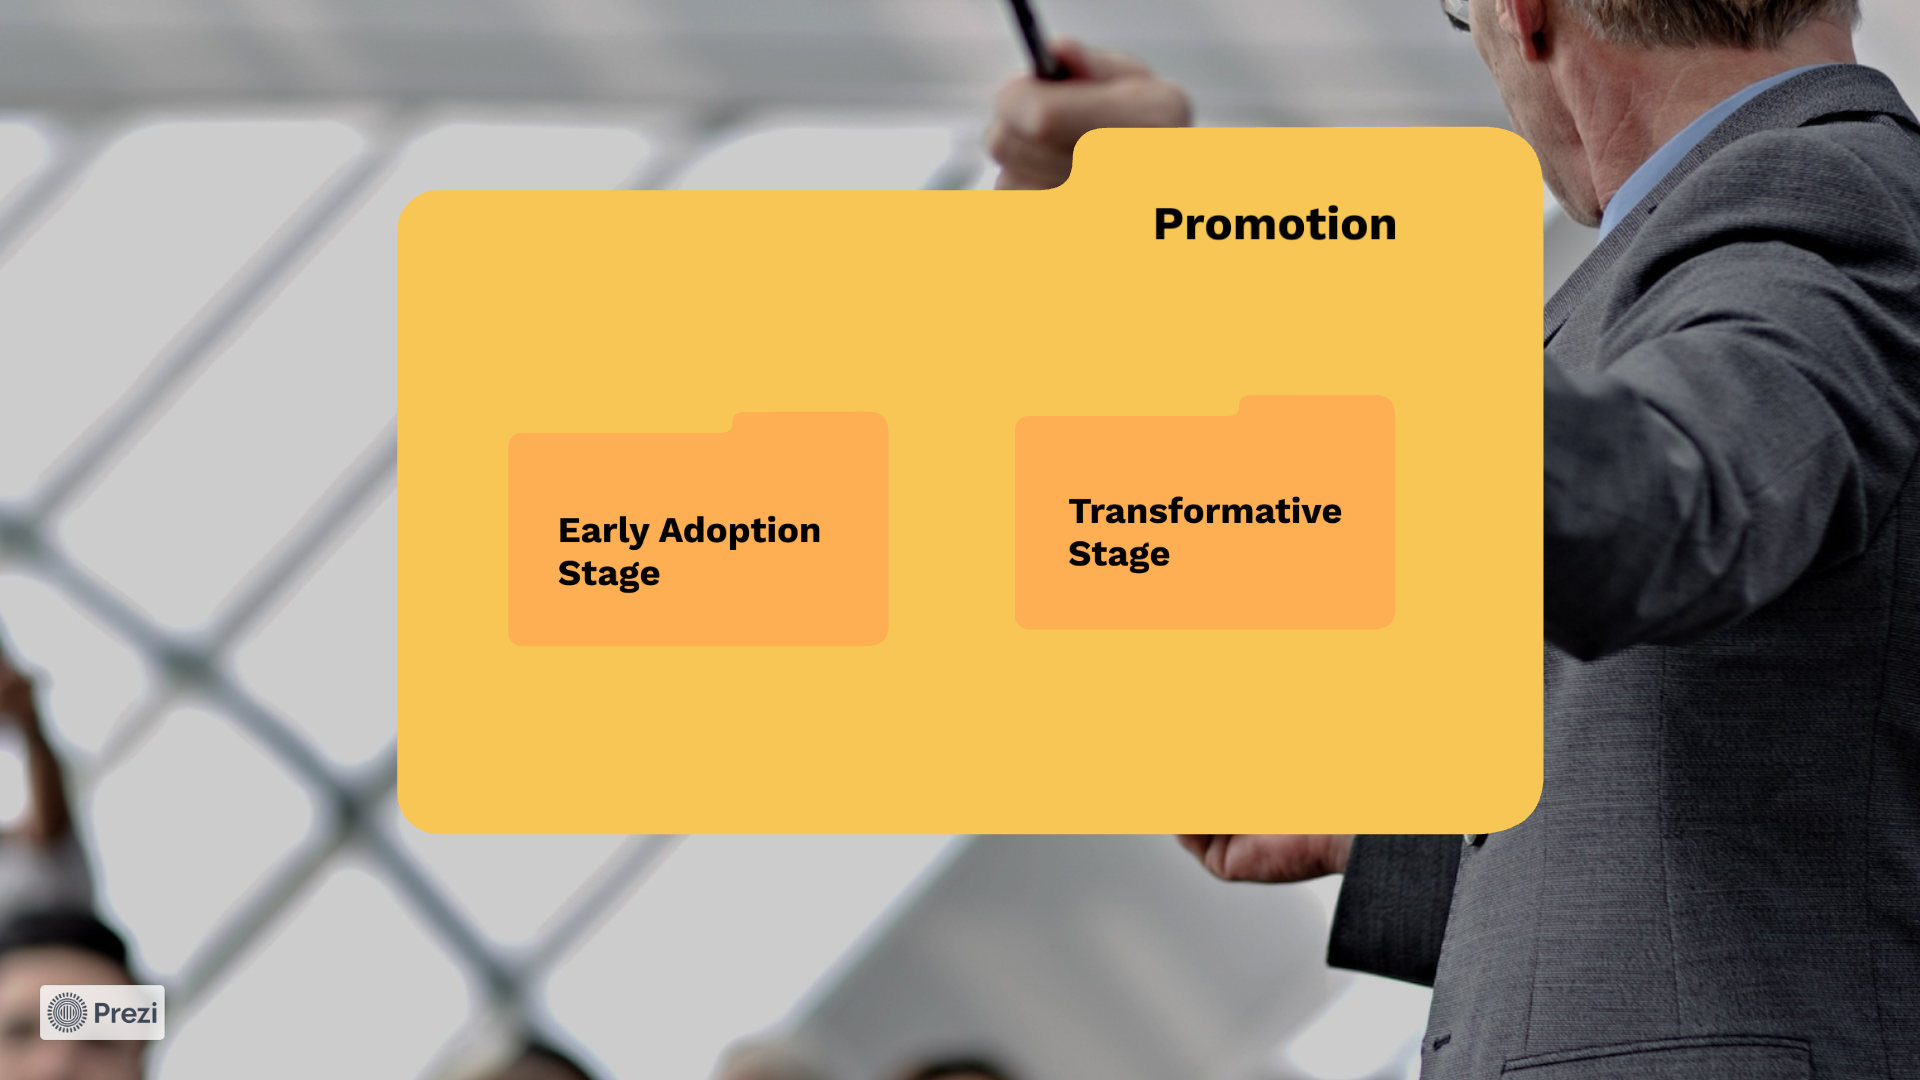 Promotion
Early Adoption
Stage
Transformative
Stage
Prezi